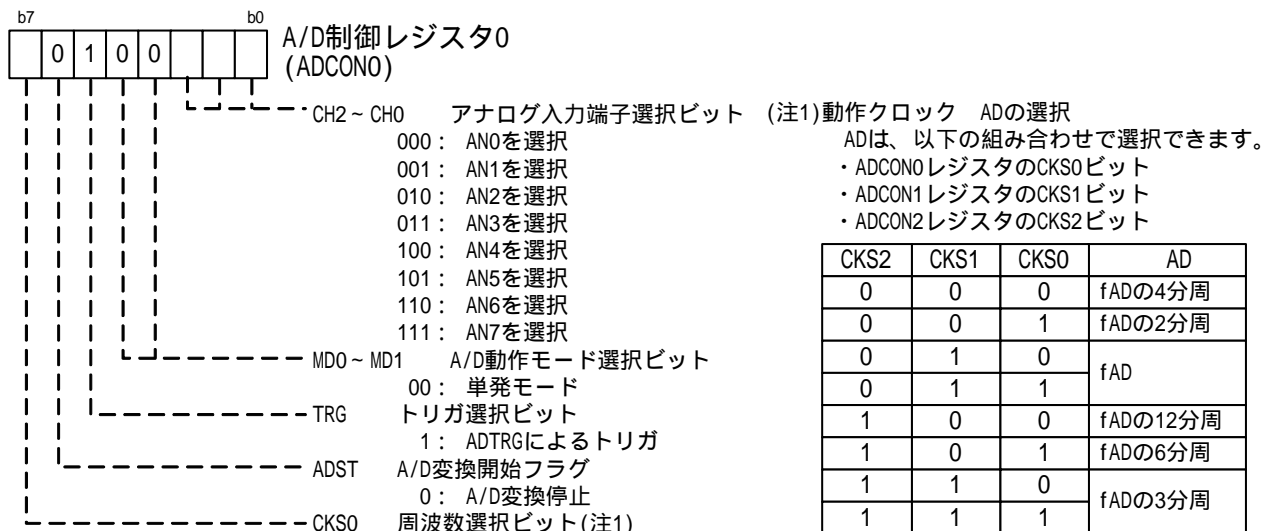 b7 b0
0 1 0 0
A/D制御レジスタ0
(ADCON0)
CH2～CH0 アナログ入力端子選択ビット
000： AN0を選択
001： AN1を選択
010： AN2を選択
011： AN3を選択
100： AN4を選択
101： AN5を選択
110： AN6を選択
111： AN7を選択
MD0～MD1 A/D動作モード選択ビット
00： 単発モード
TRG トリガ選択ビット
1： ADTRGによるトリガ
ADST A/D変換開始フラグ
0： A/D変換停止
CKS0 周波数選択ビット(注1)
(注1)動作クロック ADの選択
ADは、以下の組み合わせで選択できます。
・ADCON0レジスタのCKS0ビット
・ADCON1レジスタのCKS1ビット
・ADCON2レジスタのCKS2ビット
CKS2 CKS1 CKS0 AD
0 0 0 fADの4分周
0 0 1 fADの2分周
0 1 0 fAD
0 1 1
1 0 0 fADの12分周
1 0 1 fADの6分周
1 1 0 fADの3分周
1 1 1